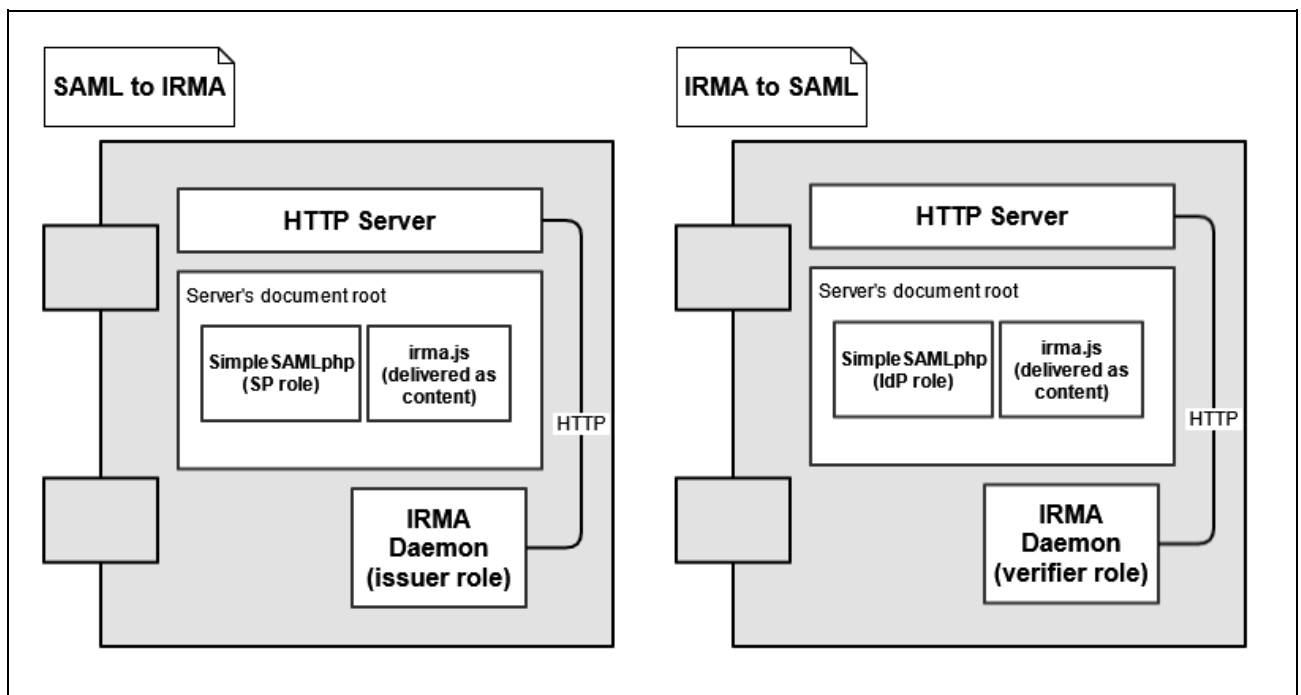 SAML to IRMA
HTTP Server
Server's document root
SimpleSAMLphp
(SP role)
irma.js
(delivered as
content)
HTTP
IRMA
Daemon
(issuer role)
IRMA to SAML
HTTP Server
Server's document root
SimpleSAMLphp
(IdP role)
irma.js
(delivered as
content)
HTTP
IRMA
Daemon
(verifier role)